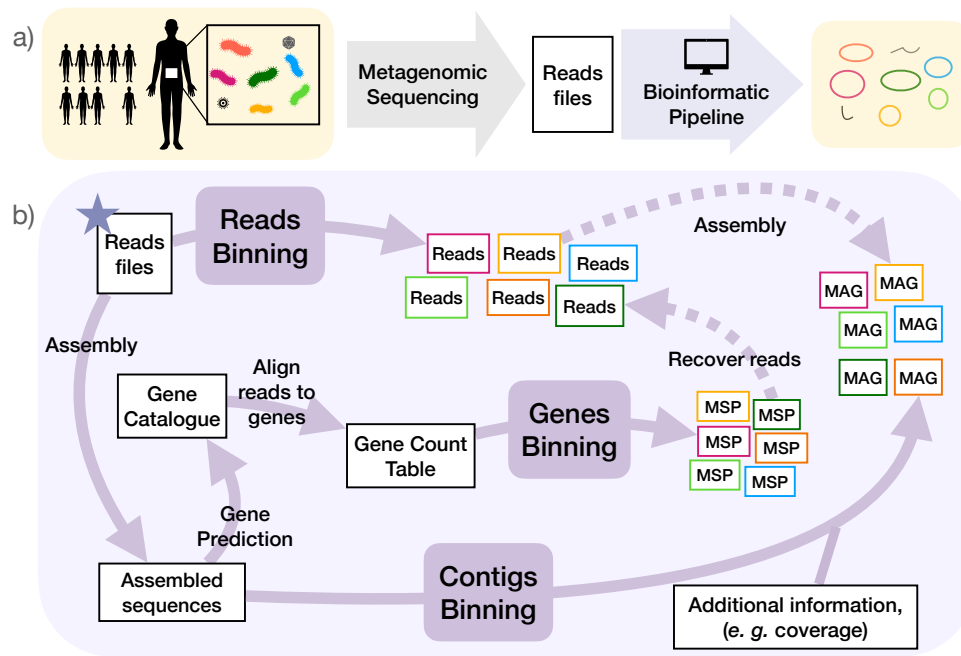 a)
Metagenomic
Sequencing
Reads
files
Bioinformatic
Pipeline
b)
Reads
files
Reads
Binning
Reads
Reads
Reads
Reads
Reads
Reads
Assembly
MAG
MAG
MAG
MAG
MAG
MAG
Assembly
Gene
Catalogue
Align
reads to
genes
Gene Count
Table
Genes
Binning
Recover reads
MSP
MSP
MSP
MSP
MSP
MSP
Gene
Prediction
Assembled
sequences
Contigs
Binning
Additional information,
(e. g. coverage)